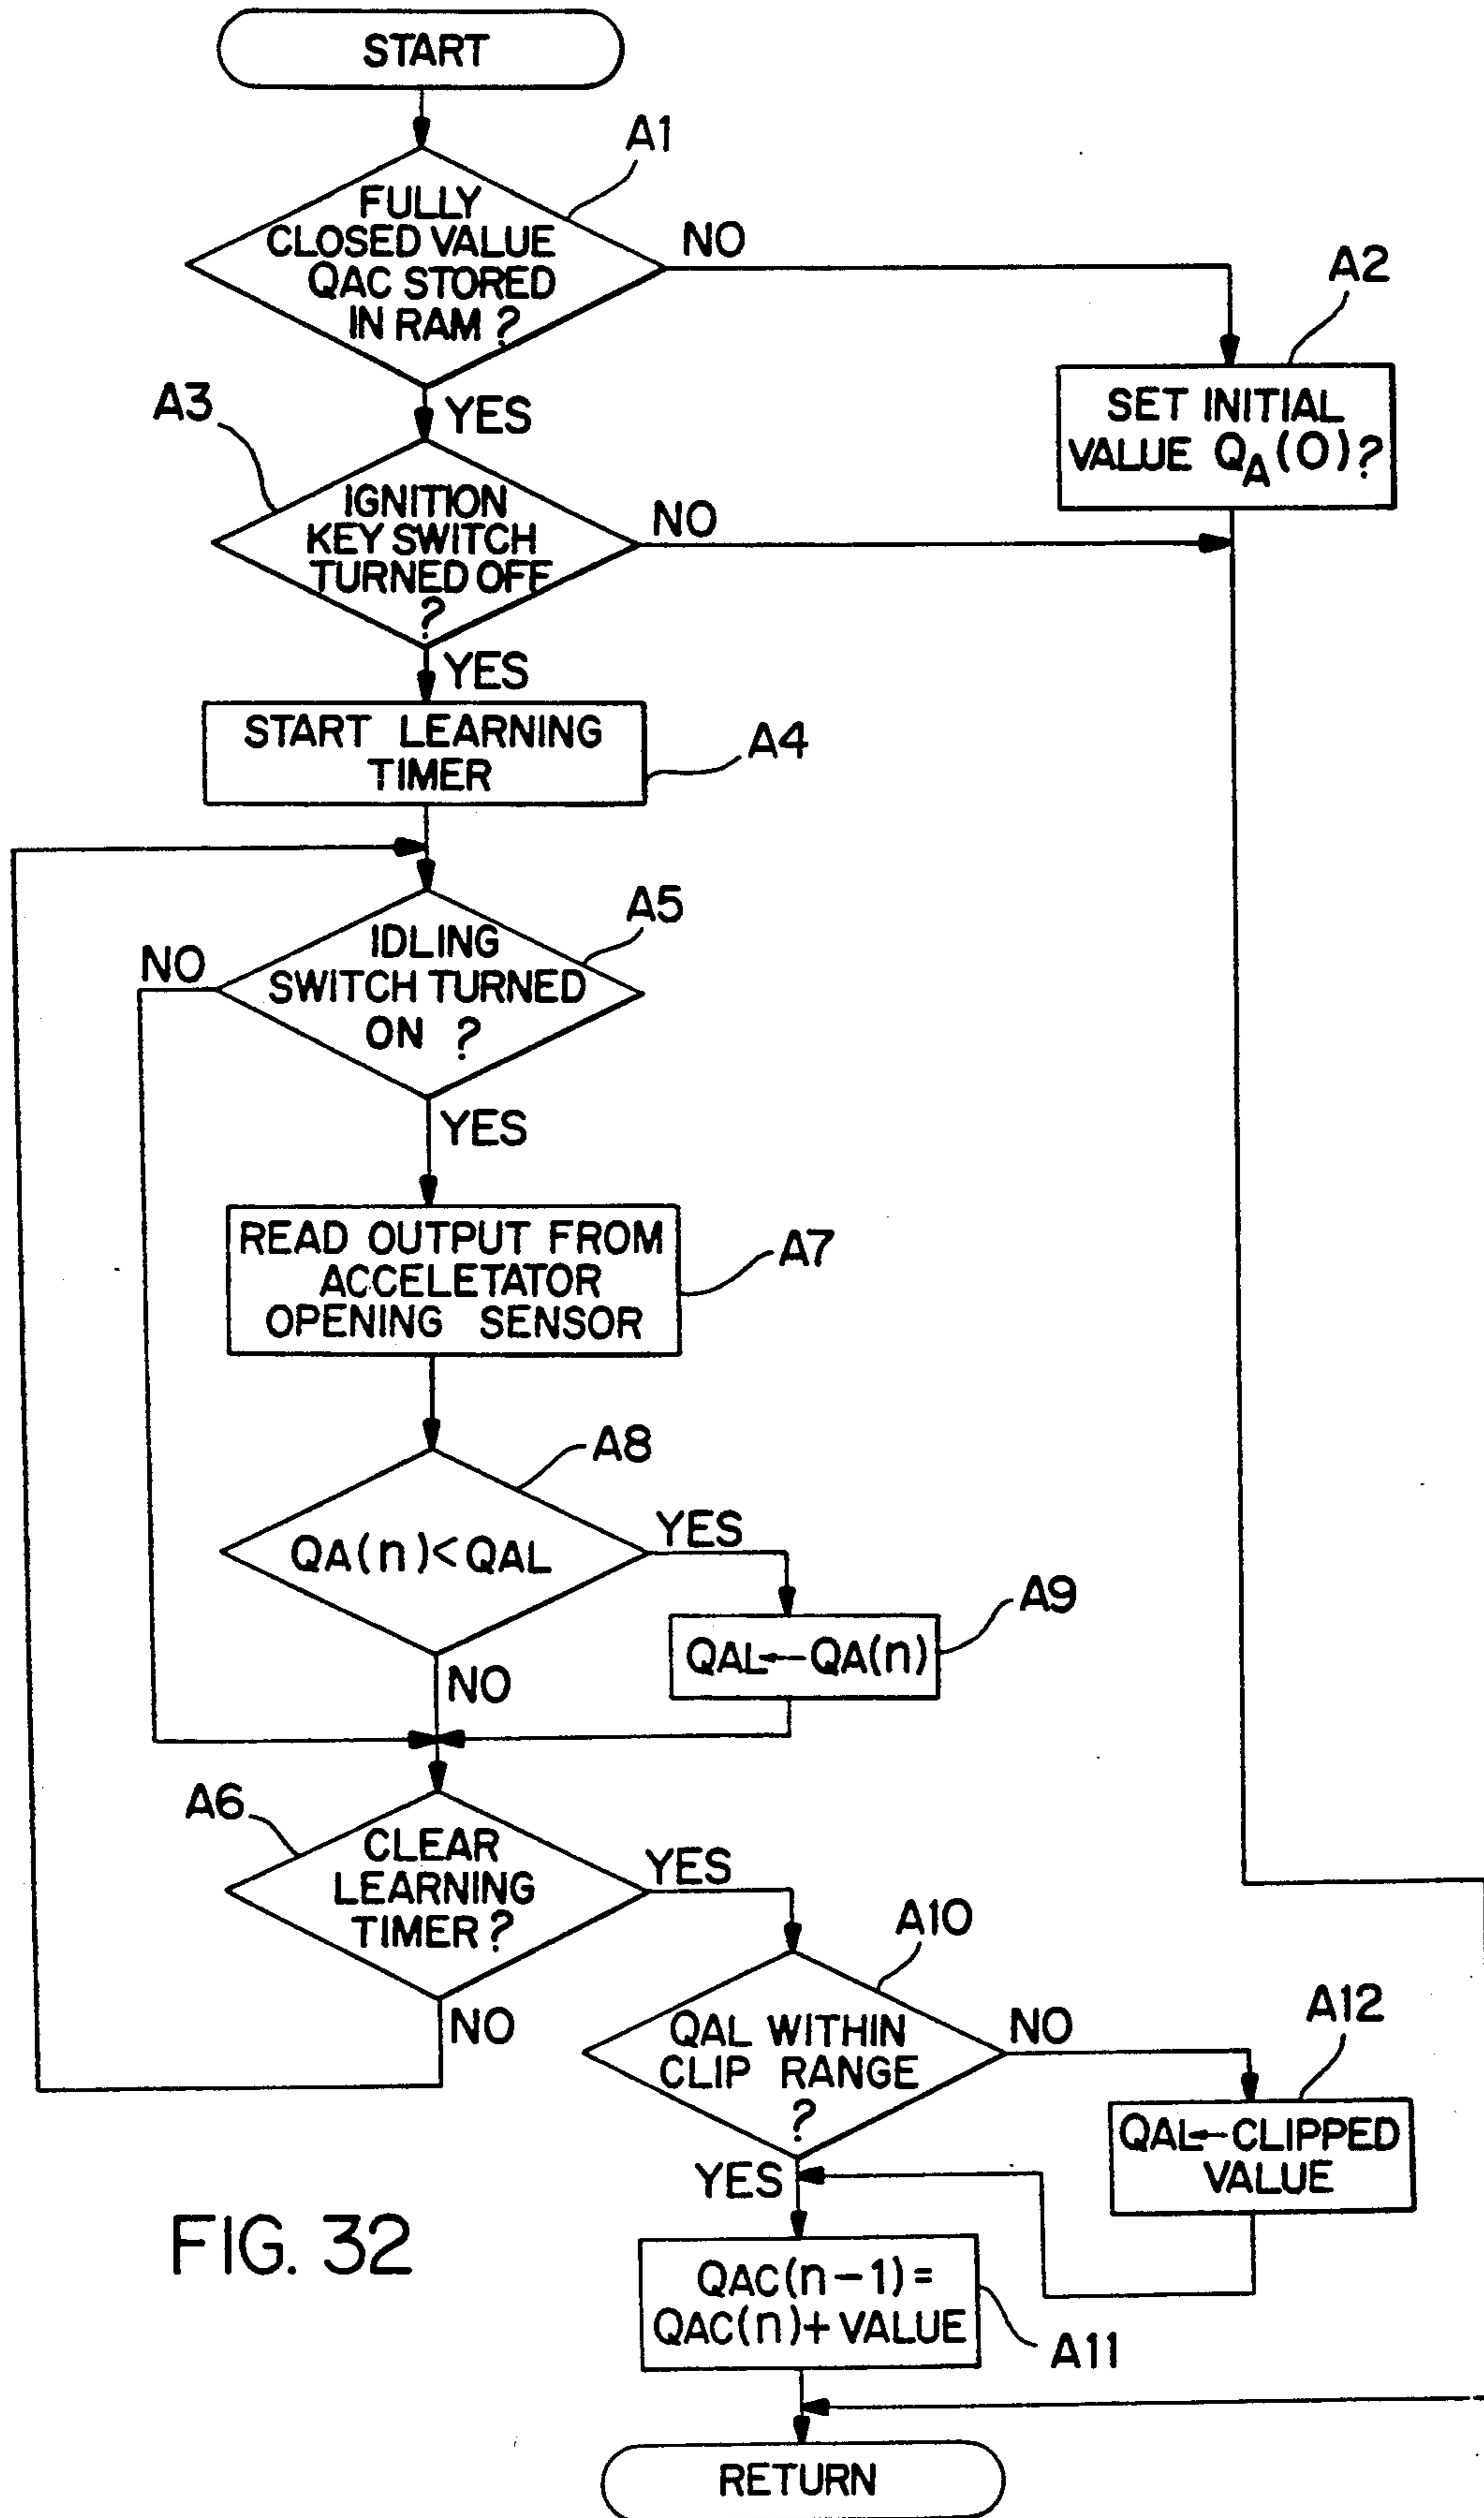 START
A1
FULLY
CLOSED VALUE
QAC STORED
IN RAM ?
NO
A2
SET INITIAL
VALUE QA(O)?
YES
A3
IGNITION
KEY SWITCH
TURNED OFF
?
NO
YES
START LEARNING
TIMER
A4
A5
IDLING
SWITCH TURNED
ON ?
NO
YES
READ OUTPUT FROM
ACCELETATOR
OPENING SENSOR
A7
A8
QA(n)<QAL
YES
A9
QAL←QA(n)
NO
A6
CLEAR
LEARNING
TIMER?
YES
NO
A10
QAL WITHIN
CLIP RANGE
?
NO
A12
QAL←CLIPPED
VALUE
YES
QAC(n-1)=
QAC(n)+VALUE
A11
FIG. 32
RETURN